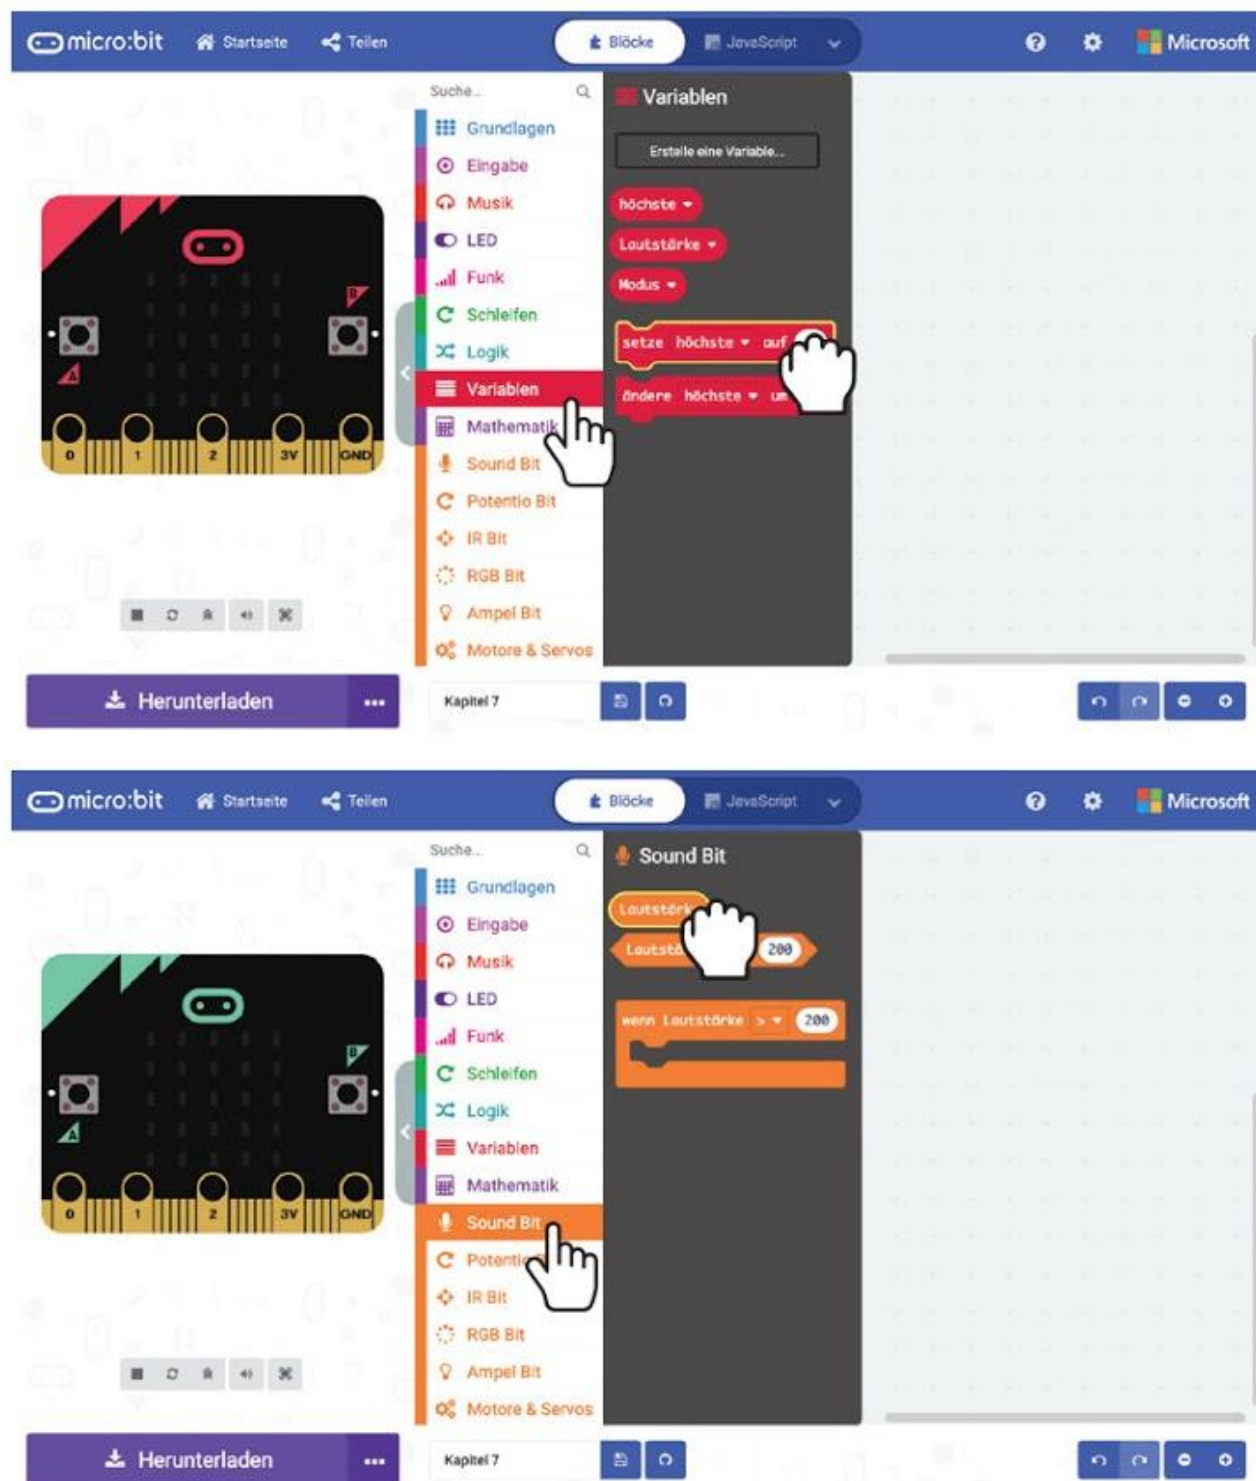 micro:bit Startseite Teilen Blöcke JavaScript Microsoft
Suche...
Grundlagen
Eingabe
Musik
LED
Funk
Schleifen
Logik
Variablen
Mathematik
Sound Bit
Potentio Bit
IR Bit
RGB Bit
Ampel Bit
Motore & Servos
Variablen
Erstelle eine Variable...
höchste
Lautstärke
Modus
setze höchste auf
ändere höchste um
B
A
0 1 2 3V GND
Herunterladen ...
Kapitel 7
micro:bit Startseite Teilen Blöcke JavaScript Microsoft
Suche...
Grundlagen
Eingabe
Musik
LED
Funk
Schleifen
Logik
Variablen
Mathematik
Sound Bit
IR Bit
RGB Bit
Ampel Bit
Motore & Servos
Sound Bit
200
wenn Lautstärke > 200
B
A
0 1 2 3V GND
Herunterladen ...
Kapitel 7